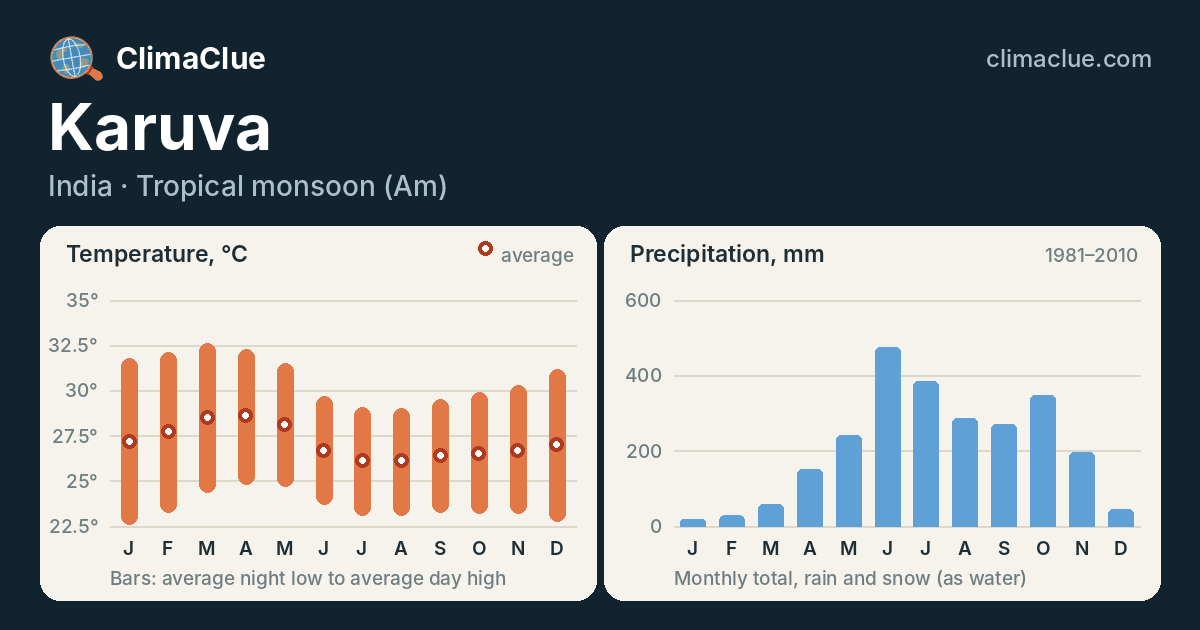 ClimaClue
climaclue.com
Karuva
India · Tropical monsoon (Am)
Temperature, °C
average
35°
32.5°
30°
27.5°
25°
22.5°
J F M A M J J A S O N D
Bars: average night low to average day high
Precipitation, mm
1981–2010
600
400
200
0
J F M A M J J A S O N D
Monthly total, rain and snow (as water)